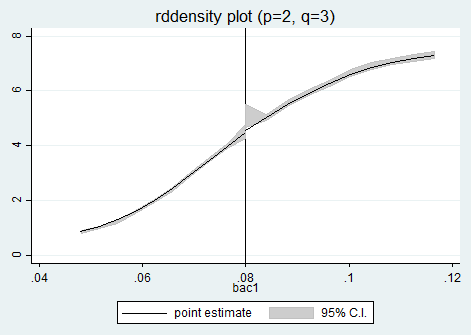 rddensity plot (p=2, q=3)
8
6
4
2
0
.04 .06 .08 .1 .12
bac1
point estimate 95% C.I.